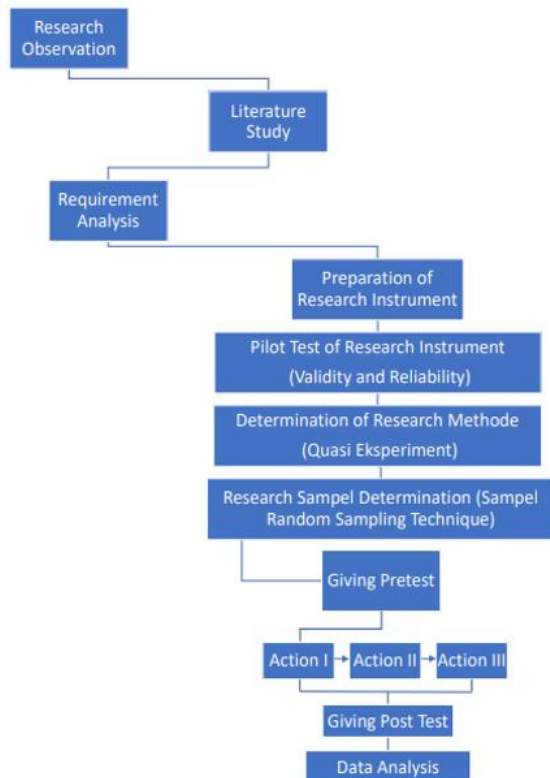 Research
Observation
Literature
Study
Requirement
Analysis
Preparation of
Research Instrument
Pilot Test of Research Instrument
(Validity and Reliability)
Determination of Research Methode
(Quasi Eksperiment)
Research Sampel Determination (Sampel
Random Sampling Technique)
Giving Pretest
Action I
Action II
Action III
Giving Post Test
Data Analysis